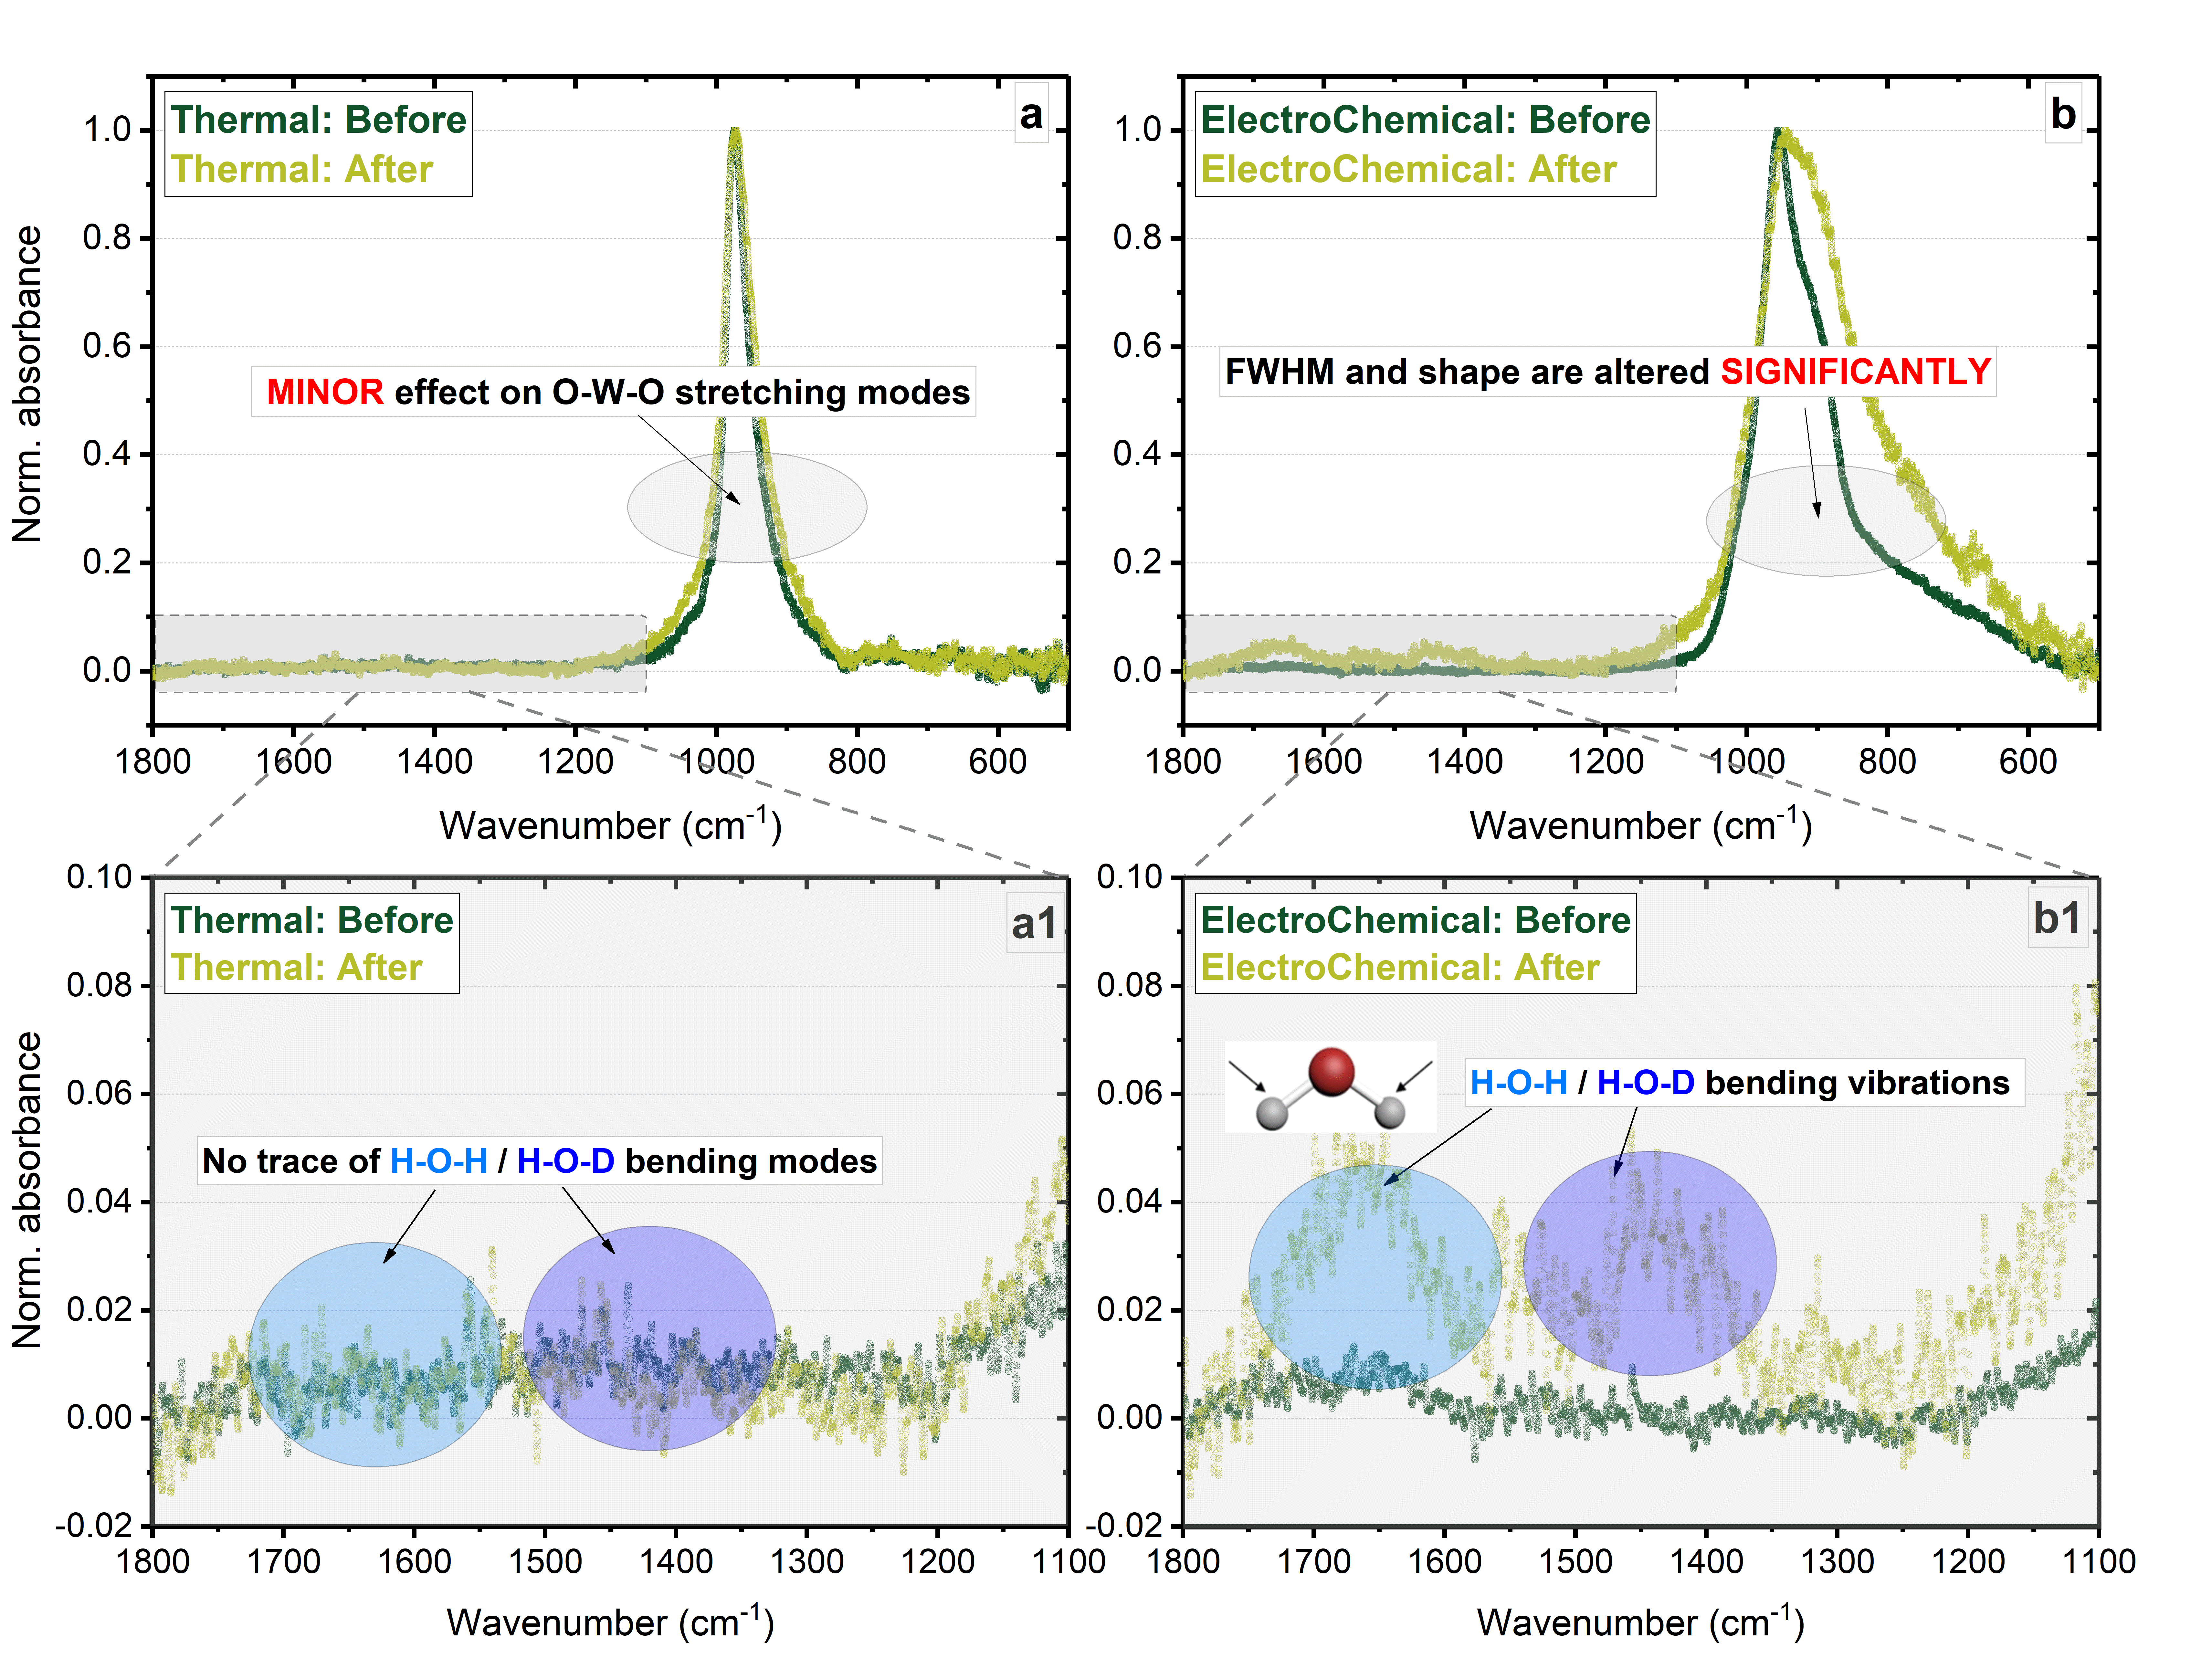 Thermal: Before
Thermal: After
a
MINOR effect on O-W-O stretching modes
Norm. absorbance
1.0
0.8
0.6
0.4
0.2
0.0
1800 1600 1400 1200 1000 800 600
Wavenumber (cm-1)
ElectroChemical: Before
ElectroChemical: After
b
FWHM and shape are altered SIGNIFICANTLY
1.0
0.8
0.6
0.4
0.2
0.0
1800 1600 1400 1200 1000 800 600
Wavenumber (cm-1)
Thermal: Before
Thermal: After
a1
No trace of H-O-H / H-O-D bending modes
Norm. absorbance
0.10
0.08
0.06
0.04
0.02
0.00
-0.02
1800 1700 1600 1500 1400 1300 1200 1100
Wavenumber (cm-1)
ElectroChemical: Before
ElectroChemical: After
b1
H-O-H / H-O-D bending vibrations
0.10
0.08
0.06
0.04
0.02
0.00
-0.02
1800 1700 1600 1500 1400 1300 1200 1100
Wavenumber (cm-1)